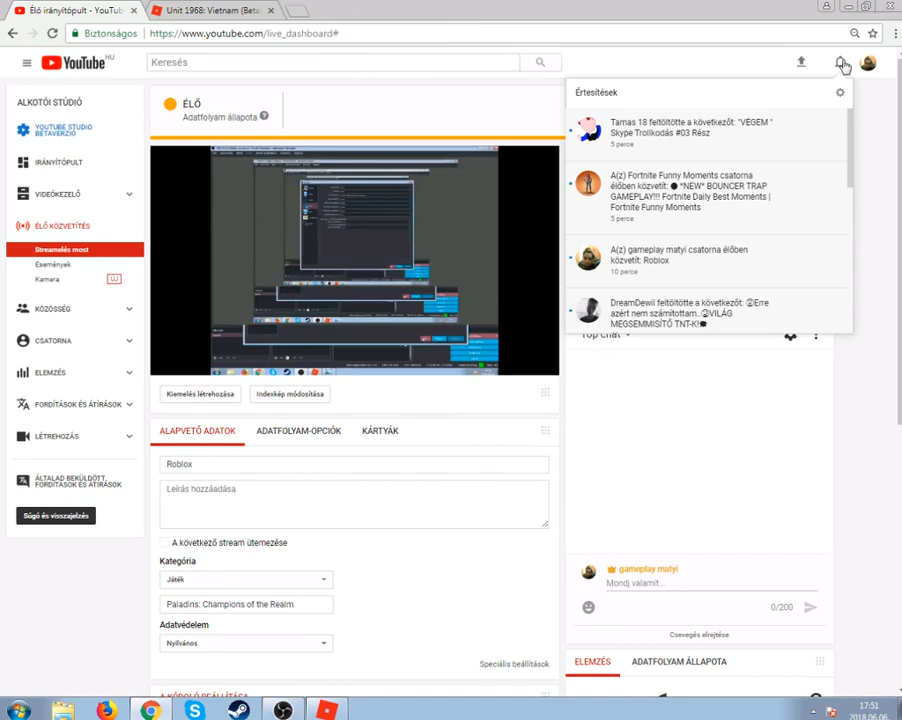 Élő irányítópult - YouTub
Unit 1968: Vietnam (Beta
Biztonságos
https://www.youtube.com/live_dashboard#
YouTube HU
Keresés
ALKOTÓI STÚDIÓ
YOUTUBE STUDIO
BÉTAVERZIÓ
IRÁNYÍTÓPULT
VIDEÓKEZELŐ
ÉLŐ KÖZVETÍTÉS
Streamelés most
Események
Kamera
ÚJ
KÖZÖSSÉG
CSATORNA
ELEMZÉS
FORDÍTÁSOK ÉS ÁTÍRÁSOK
LÉTREHOZÁS
ÁLTALAD BEKÜLDÖTT,
FORDÍTÁSOK ÉS ÁTÍRÁSOK
Súgó és visszajelzés
ÉLŐ
Adatfolyam állapota
Kiemelés létrehozása
Indexkép módosítása
ALAPVETŐ ADATOK
ADATFOLYAM-OPCIÓK
KÁRTYÁK
Roblox
Leírás hozzáadása
A következő stream ütemezése
Kategória
Játék
Paladins: Champions of the Realm
Adatvédelem
Nyilvános
Speciális beállítások
A KÓDOLÓ BEÁLLÍTÁSA
Értesítések
Tamas 18 feltöltötte a következőt: "VÉGEM "
Skype Trolikodás #03 Rész
5 perce
A(z) Fortnite Funny Moments csatorna
élőben közvetít: 🔴 *NEW* BOUNCER TRAP
GAMEPLAY!!! Fortnite Daily Best Moments |
Fortnite Funny Moments
5 perce
A(z) gameplay matyi csatorna élőben
közvetít: Roblox
10 perce
DreamDewil feltöltötte a következőt: Erre
azért nem számítottam..VILÁG
MEGSEMMISÍTŐ TNT-K!
Top chat
gameplay matyi
Mondj valamit...
0/200
Csevegés elrejtése
ELEMZÉS
ADATFOLYAM ÁLLAPOTA
17:51
2018.06.06.